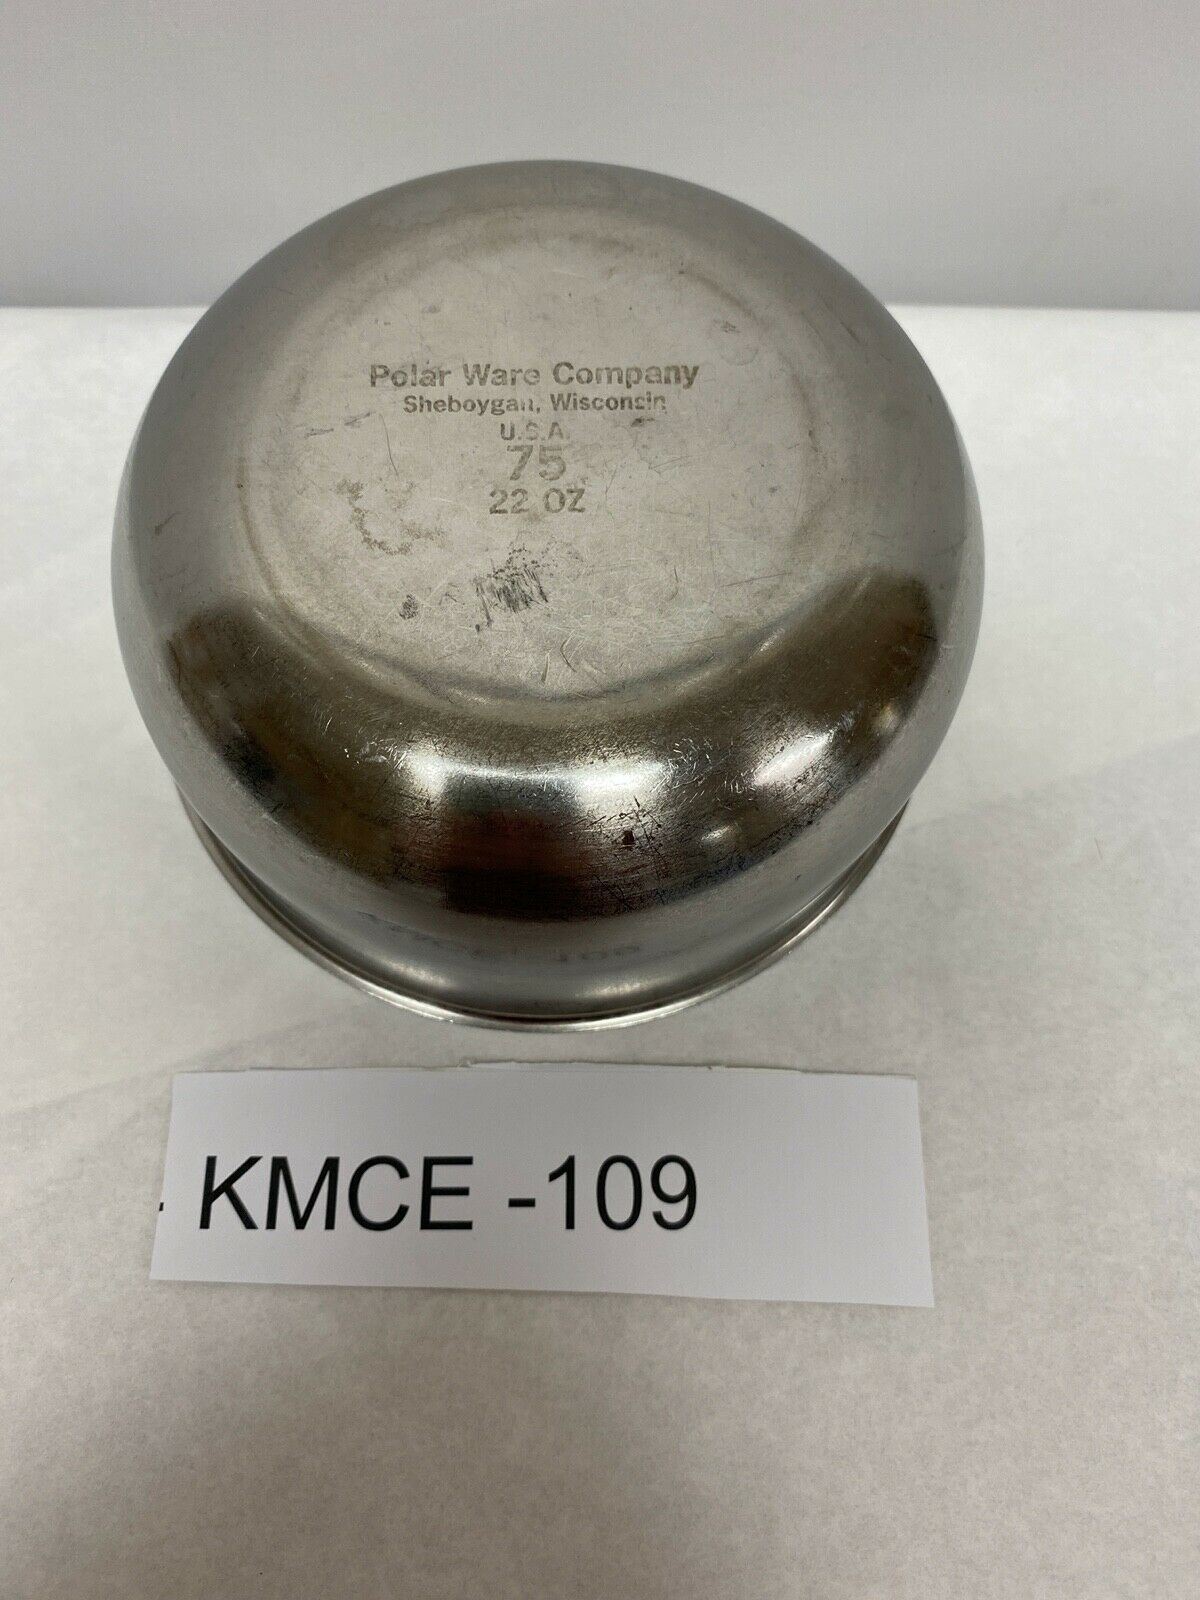 Polar Ware Company
Sheboygan, Wisconsin
U.S.A.
75
22 OZ
KMCE -109